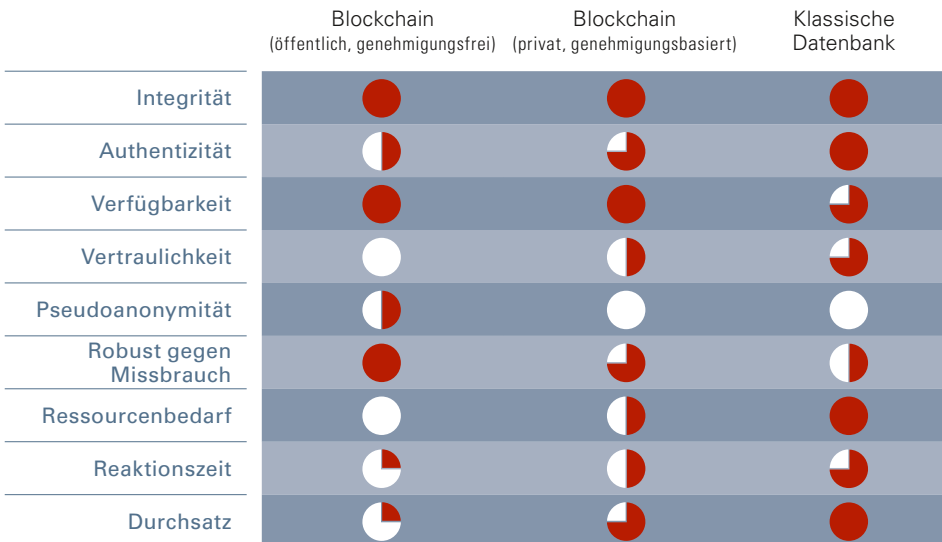 Blockchain
(öffentlich, genehmigungsfrei)
Blockchain
(privat, genehmigungsbasiert)
Klassische
Datenbank
Integrität
Authentizität
Verfügbarkeit
Vertraulichkeit
Pseudoanonymität
Robust gegen
Missbrauch
Ressourcenbedarf
Reaktionszeit
Durchsatz